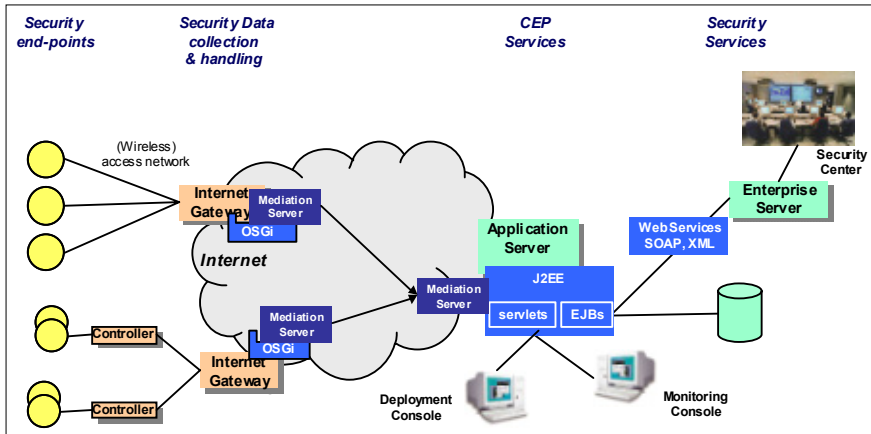 Security
end-points
Security Data
collection
& handling
CEP
Services
Security
Services
(Wireless)
access network
Security
Center
Internet
Gateway
Mediation
Server
OSGi
Enterprise
Server
Web Services
SOAP, XML
Application
Server
Internet
J2EE
Mediation
Server
servlets
EJBs
Mediation
Server
OSGi
Controller
Internet
Gateway
Controller
Deployment
Console
Monitoring
Console